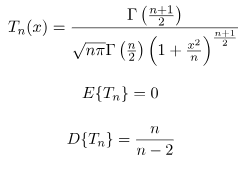 $T_n(x) = \frac{\Gamma\left(\frac{n+1}{2}\right)}{\sqrt{n\pi}\Gamma\left(\frac{n}{2}\right)\left(1+\frac{x^2}{n}\right)^{\frac{n+1}{2}}}$
$E\{T_n\} = 0$
$D\{T_n\} = \frac{n}{n-2}$